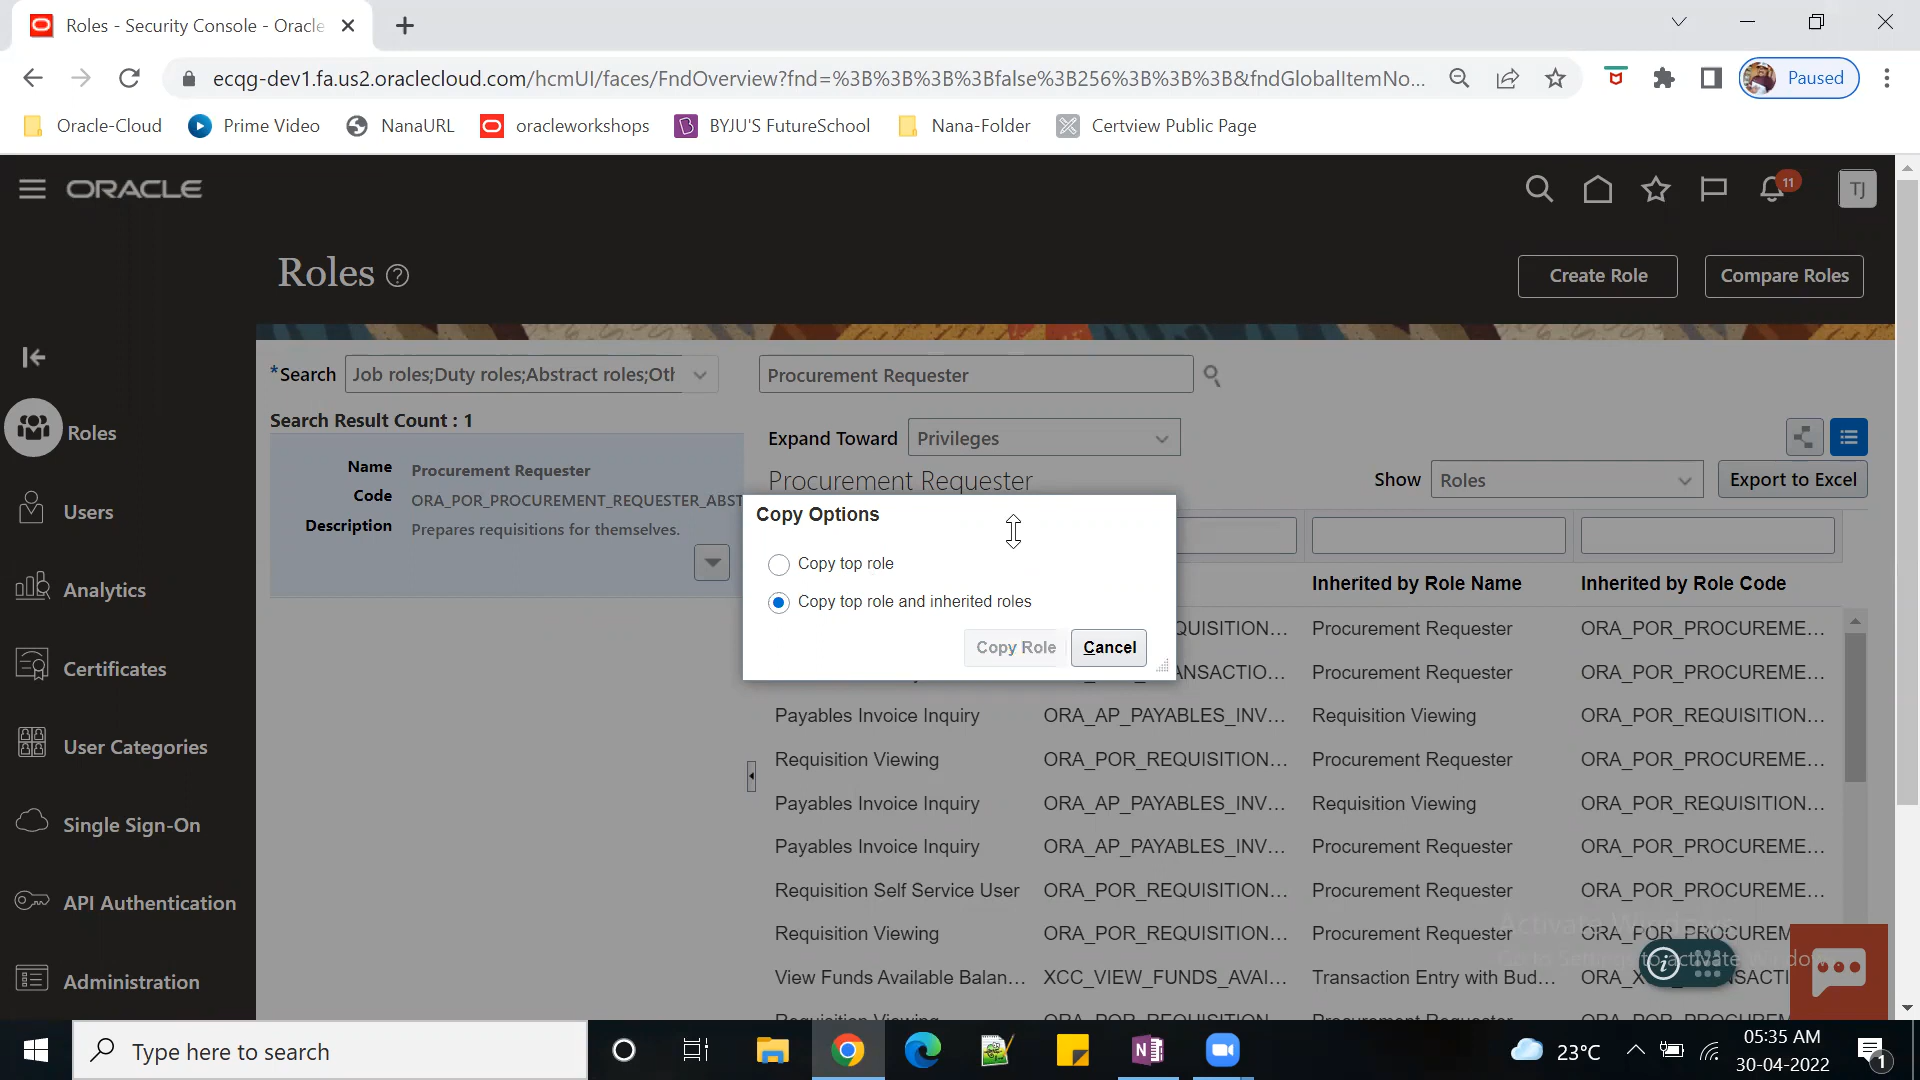 Roles - Security Console - Oracle
ecqg-dev1.fa.us2.oraclecloud.com/hcmUI/faces/FndOverview?fnd=%3B%3B%3B%3Bfalse%3B256%3B%3B%3B&fndGlobalItemNo...
Paused
Oracle-Cloud
Prime Video
NanaURL
oracleworkshops
BYJU'S FutureSchool
Nana-Folder
Certview Public Page
ORACLE
11
TJ
Roles
Create Role
Compare Roles
*Search
Job roles;Duty roles;Abstract roles;Otl
Procurement Requester
Search Result Count : 1
Expand Toward
Privileges
Name Procurement Requester
Code ORA_POR_PROCUREMENT_REQUESTER_ABST
Description Prepares requisitions for themselves.
Procurement Requester
Show
Roles
Export to Excel
Roles
Users
Analytics
Certificates
User Categories
Single Sign-On
API Authentication
Administration
Copy Options
Copy top role
Copy top role and inherited roles
Copy Role
Cancel
Inherited by Role Name Inherited by Role Code
QUISITION... Procurement Requester ORA_POR_PROCUREME...
NSACTIO... Procurement Requester ORA_POR_PROCUREME...
Payables Invoice Inquiry ORA_AP_PAYABLES_INV... Requisition Viewing ORA_POR_REQUISITION...
Requisition Viewing ORA_POR_REQUISITION... Procurement Requester ORA_POR_PROCUREME...
Payables Invoice Inquiry ORA_AP_PAYABLES_INV... Requisition Viewing ORA_POR_REQUISITION...
Payables Invoice Inquiry ORA_AP_PAYABLES_INV... Procurement Requester ORA_POR_PROCUREME...
Requisition Self Service User ORA_POR_REQUISITION... Procurement Requester ORA_POR_PROCUREME...
Requisition Viewing ORA_POR_REQUISITION... Procurement Requester ORA_POR_PROCUREM
View Funds Available Balan... XCC_VIEW_FUNDS_AVAI... Transaction Entry with Bud...
Activate Windows
Type here to search
23°C
05:35 AM
30-04-2022
1